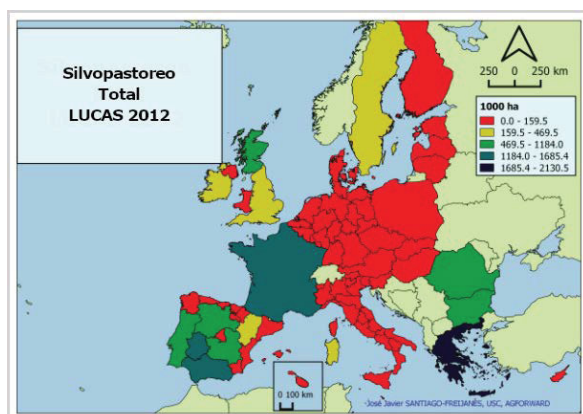 Silvopastoreo
Total
LUCAS 2012
250 0 250 km
1000 ha
0.0 - 159.5
159.5 - 469.5
469.5 - 1184.0
1184.0 - 1685.4
1685.4 - 2130.5
0 100 km
-José Javier SANTIAGO-FREIJANES, USC, AGFORWARD